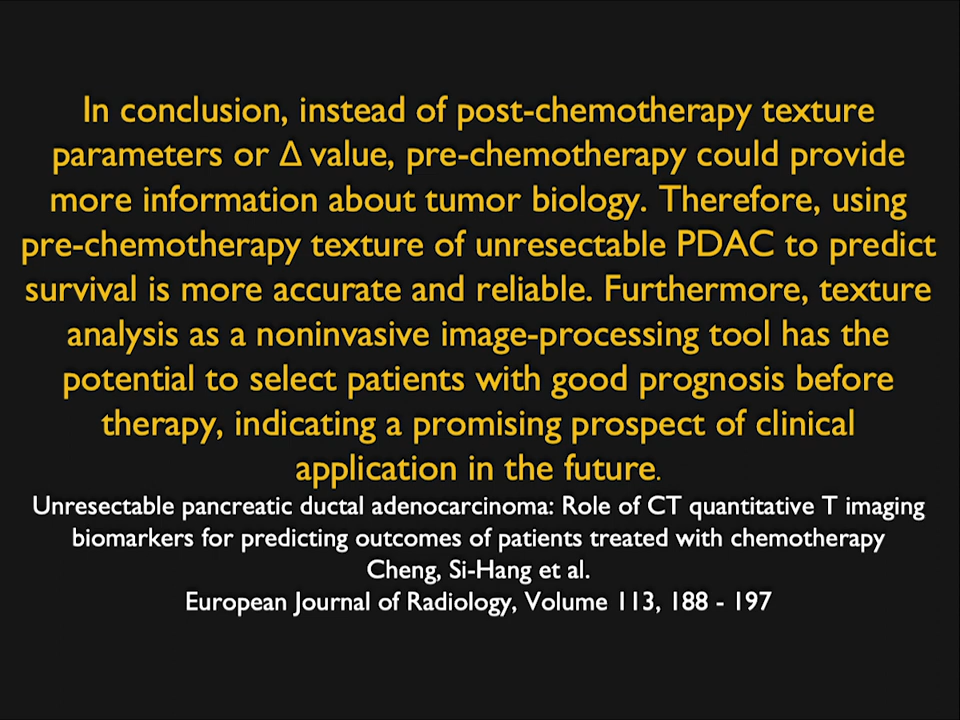 In conclusion, instead of post-chemotherapy texture
parameters or Δ value, pre-chemotherapy could provide
more information about tumor biology. Therefore, using
pre-chemotherapy texture of unresectable PDAC to predict
survival is more accurate and reliable. Furthermore, texture
analysis as a noninvasive image-processing tool has the
potential to select patients with good prognosis before
therapy, indicating a promising prospect of clinical
application in the future.
Unresectable pancreatic ductal adenocarcinoma: Role of CT quantitative T imaging
biomarkers for predicting outcomes of patients treated with chemotherapy
Cheng, Si-Hang et al.
European Journal of Radiology, Volume 113, 188 - 197